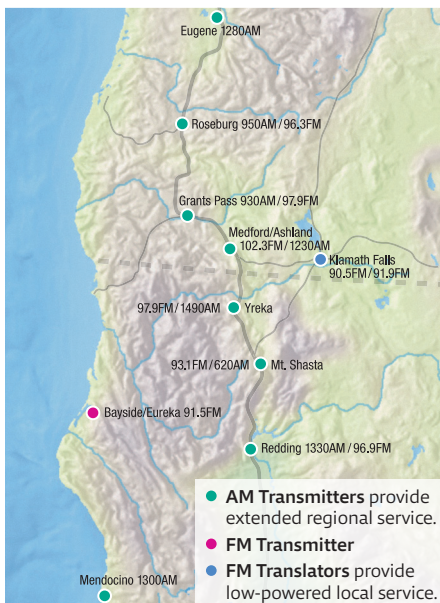 Eugene 1280AM
Roseburg 950AM/96.3FM
Grants Pass 930AM/97.9FM
Medford/Ashland
102.3FM/1230AM
Klamath Falls
90.5FM/91.9FM
97.9FM/1490AM Yreka
93.1FM/620AM Mt. Shasta
Bayside/Eureka 91.5FM
Redding 1330AM/96.9FM
Mendocino 1300AM
AM Transmitters provide
extended regional service.
FM Transmitter
FM Translators provide
low-powered local service.